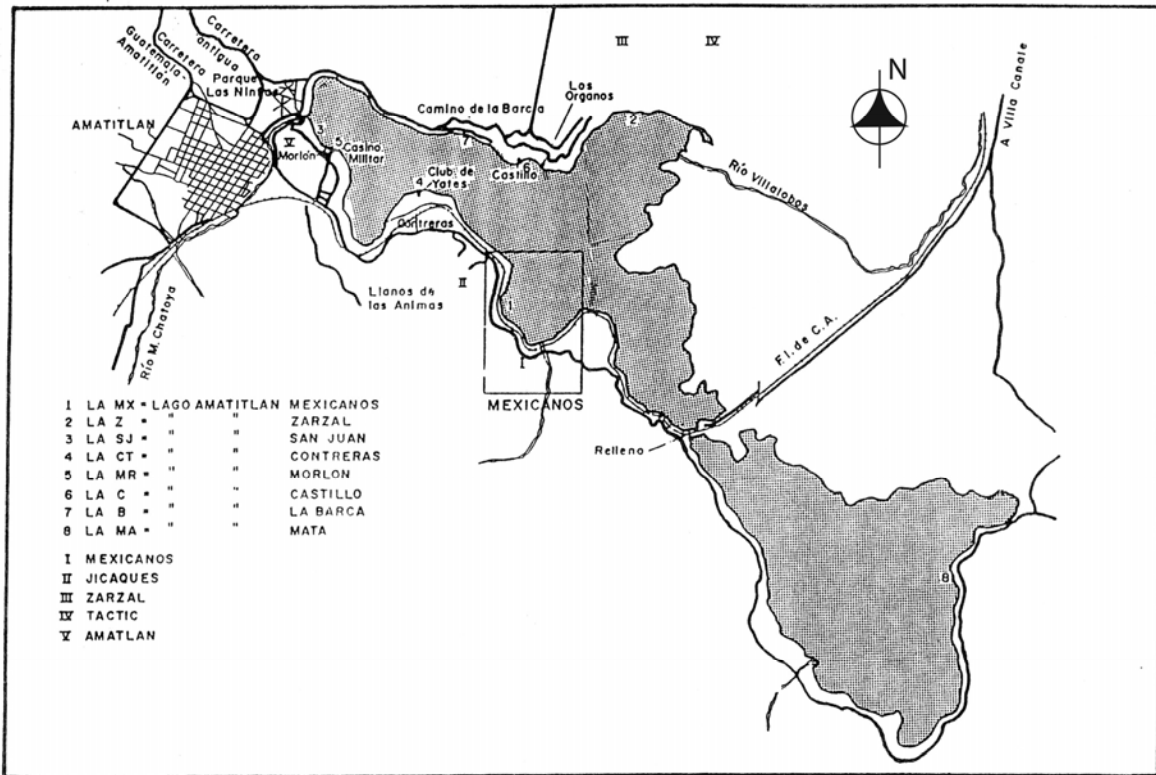 Carretera
Guatemala-
Amatitlán
Carretera
antigua
Parque
Las Ninfas
III
IV
N
A Villa Canale
Los
Organos
Camino de la Barca
2
AMATITLAN
3
V
Morlón
5
Casino
Militar
7
6
Castillo
4
Club de
Yates
Río Villalobos
Contreras
II
Llanos de
las Animas
1
Río M. Chatoya
F.I. de C.A.
I
MEXICANOS
Relleno
8
1 LA MX = LAGO AMATITLAN MEXICANOS
2 LA Z = " " ZARZAL
3 LA SJ = " " SAN JUAN
4 LA CT = " " CONTRERAS
5 LA MR = " " MORLON
6 LA C = " " CASTILLO
7 LA B = " " LA BARCA
8 LA MA = " " MATA
I MEXICANOS
II JICAQUES
III ZARZAL
IV TACTIC
V AMATLAN